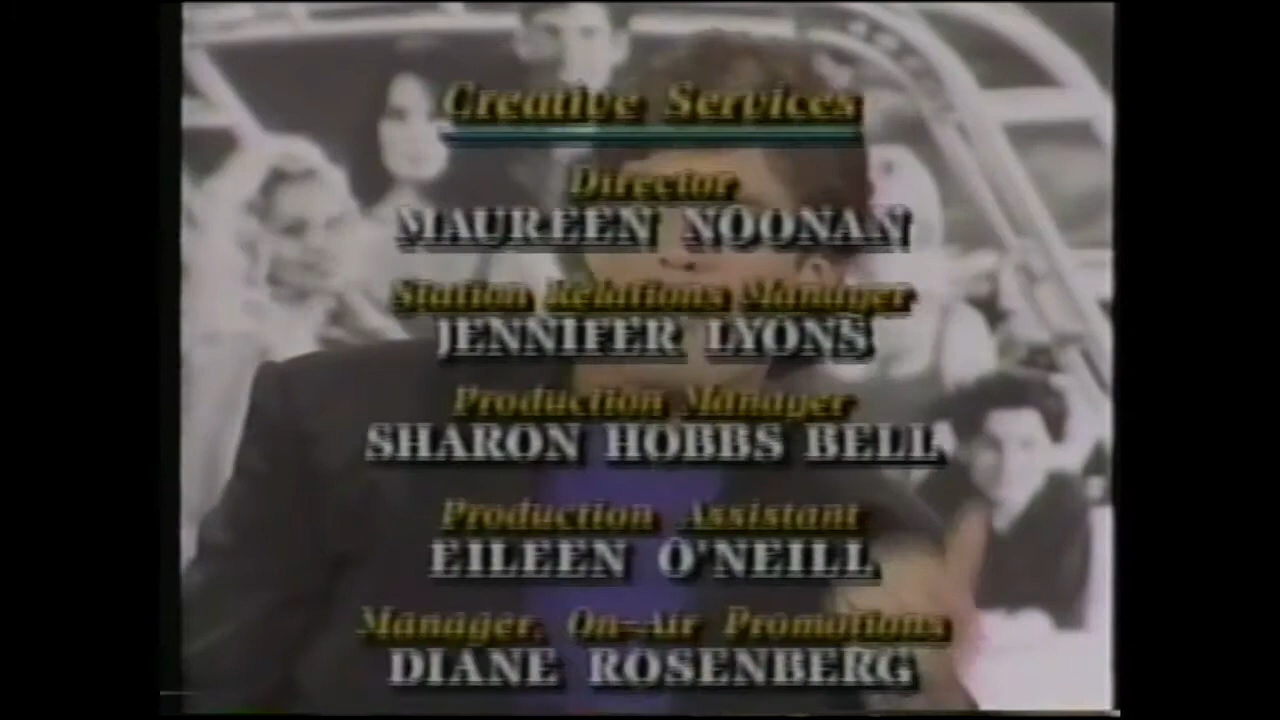 Creative Services
Director
MAUREEN NOONAN
Station Relations Manager
JENNIFER LYONS
Production Manager
SHARON HOBBS BELL
Production Assistant
EILEEN O'NEILL
Manager, On-Air Promotions
DIANE ROSENBERG